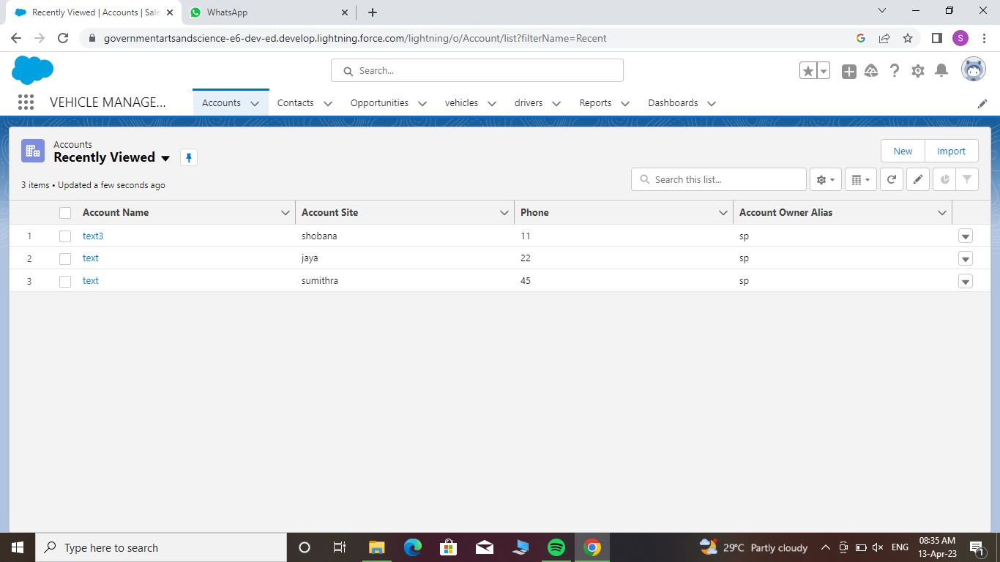 Recently Viewed | Accounts | Sale
WhatsApp
governmentartsandscience-e6-dev-ed.develop.lightning.force.com/lightning/o/Account/list?filterName=Recent
S
Search...
VEHICLE MANAGE...
Accounts
Contacts
Opportunities
vehicles
drivers
Reports
Dashboards
Accounts
Recently Viewed
New
Import
3 items • Updated a few seconds ago
Search this list...
Account Name
Account Site
Phone
Account Owner Alias
1 text3 shobana 11 sp
2 text jaya 22 sp
3 text sumithra 45 sp
Type here to search
29°C Partly cloudy
ENG
08:35 AM
13-Apr-23
1